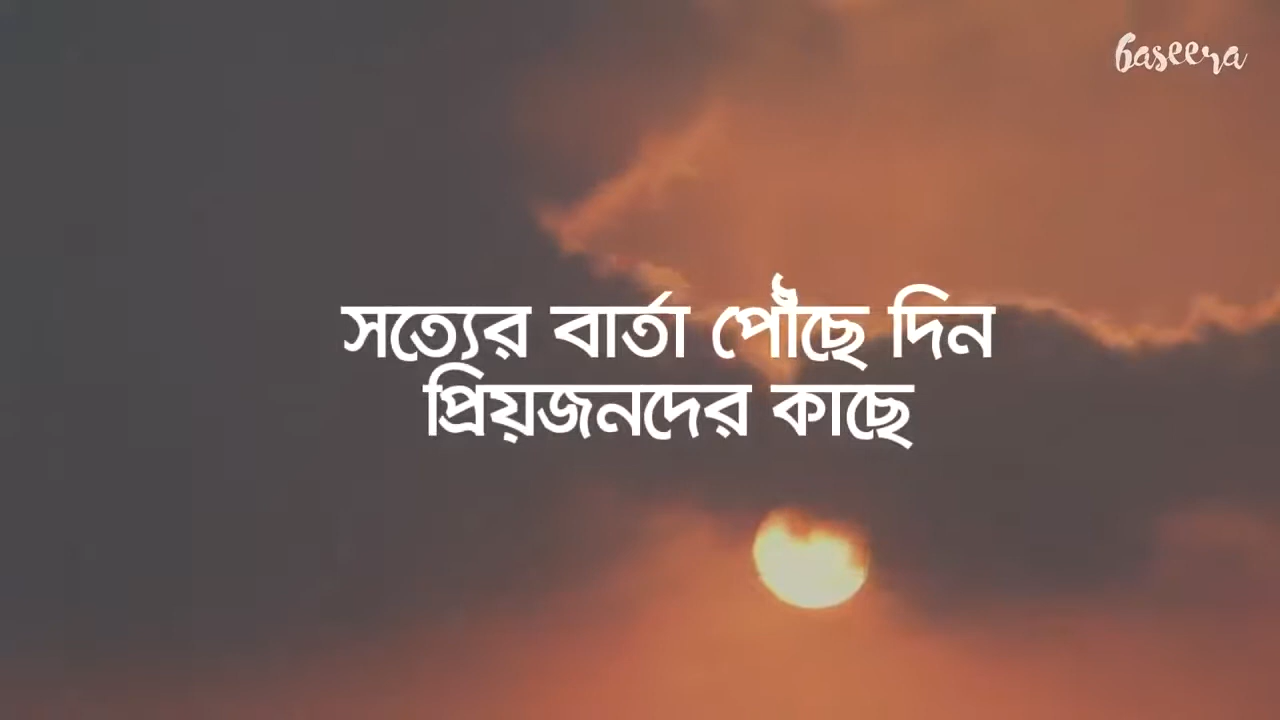 baseera
সত্যের বার্তা পৌঁছে দিন
প্রিয়জনদের কাছে